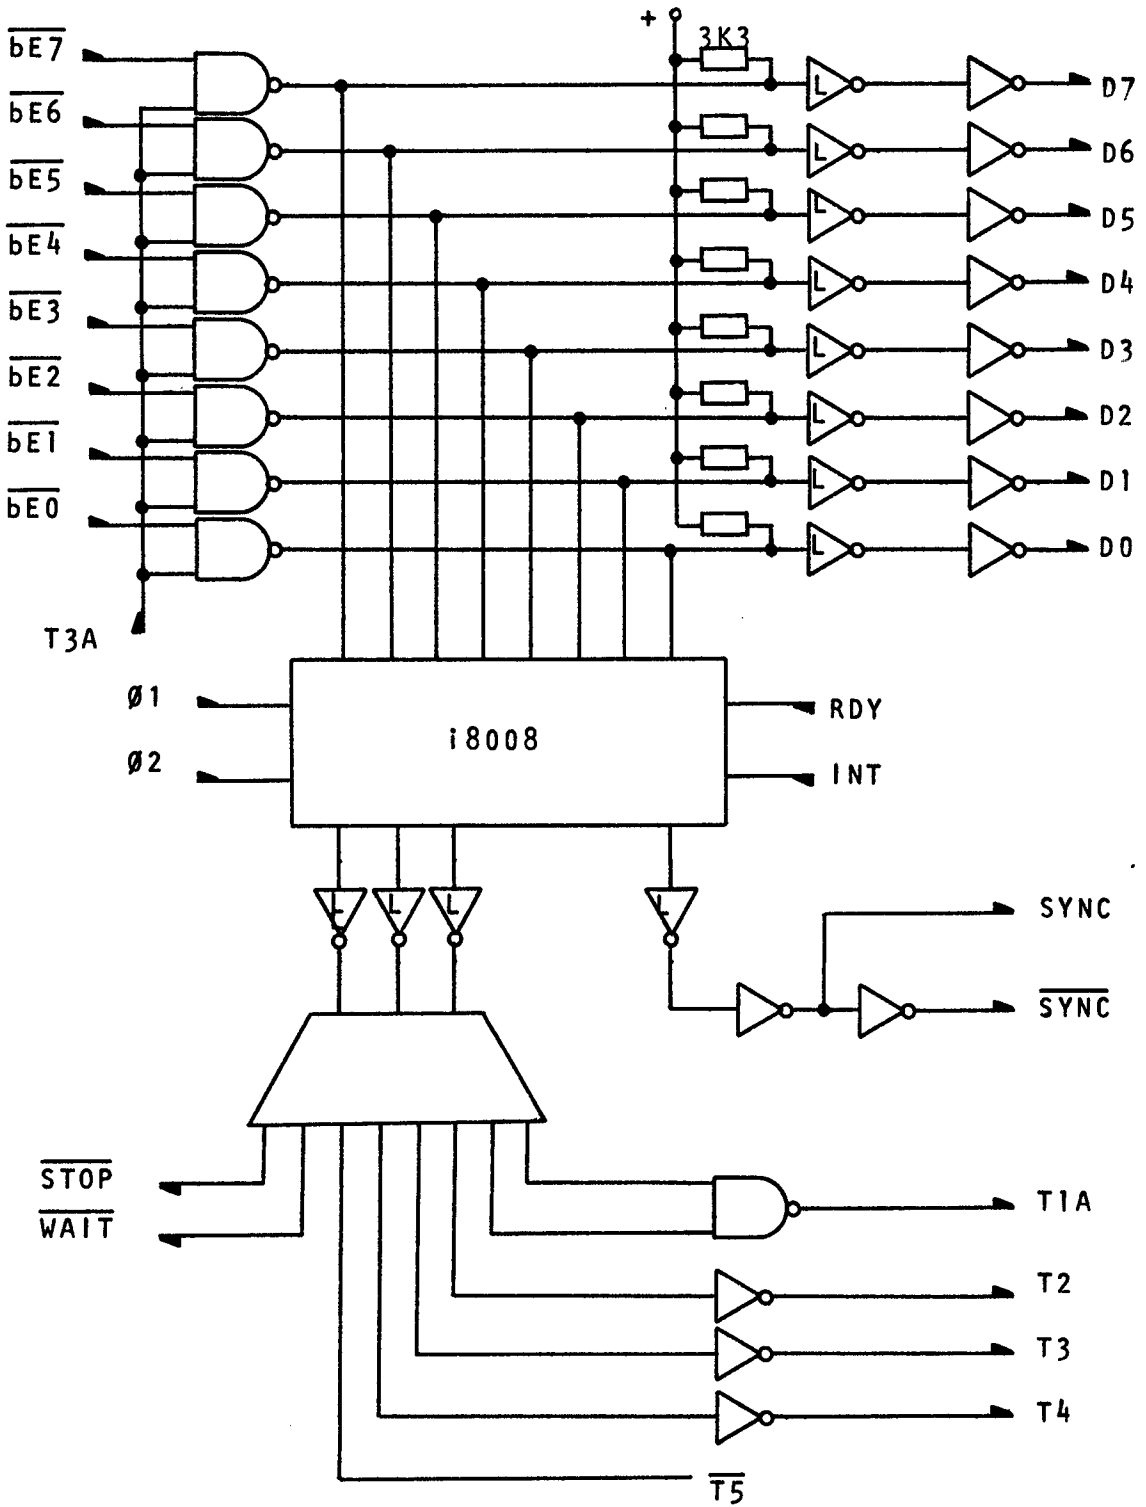 +
3K3
bE7
D7
L
bE6
D6
L
bE5
D5
L
bE4
D4
L
bE3
D3
L
bE2
D2
L
bE1
D1
L
bE0
D0
L
T3A
Ø1
RDY
i8008
Ø2
INT
L
L
L
L
SYNC
SYNC
STOP
T1A
WAIT
T2
T3
T4
T5